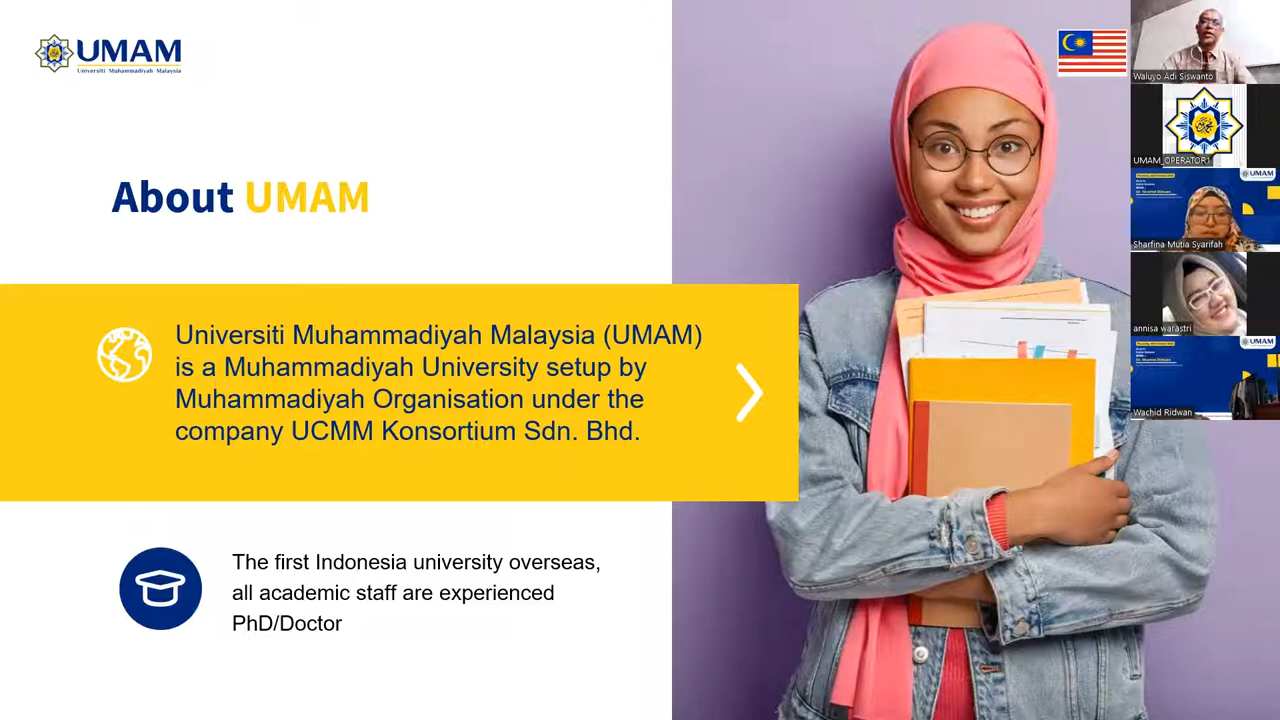 UMAM
Universiti Muhammadiyah Malaysia
About UMAM
Universiti Muhammadiyah Malaysia (UMAM)
is a Muhammadiyah University setup by
Muhammadiyah Organisation under the
company UCMM Konsortium Sdn. Bhd.
The first Indonesia university overseas,
all academic staff are experienced
PhD/Doctor
Waluyo Adi Siswanto
UMAM_OPERATOR1
UMAM
Sharfina Mutia Syarifah
annisa warastri
UMAM
Wachid Ridwan